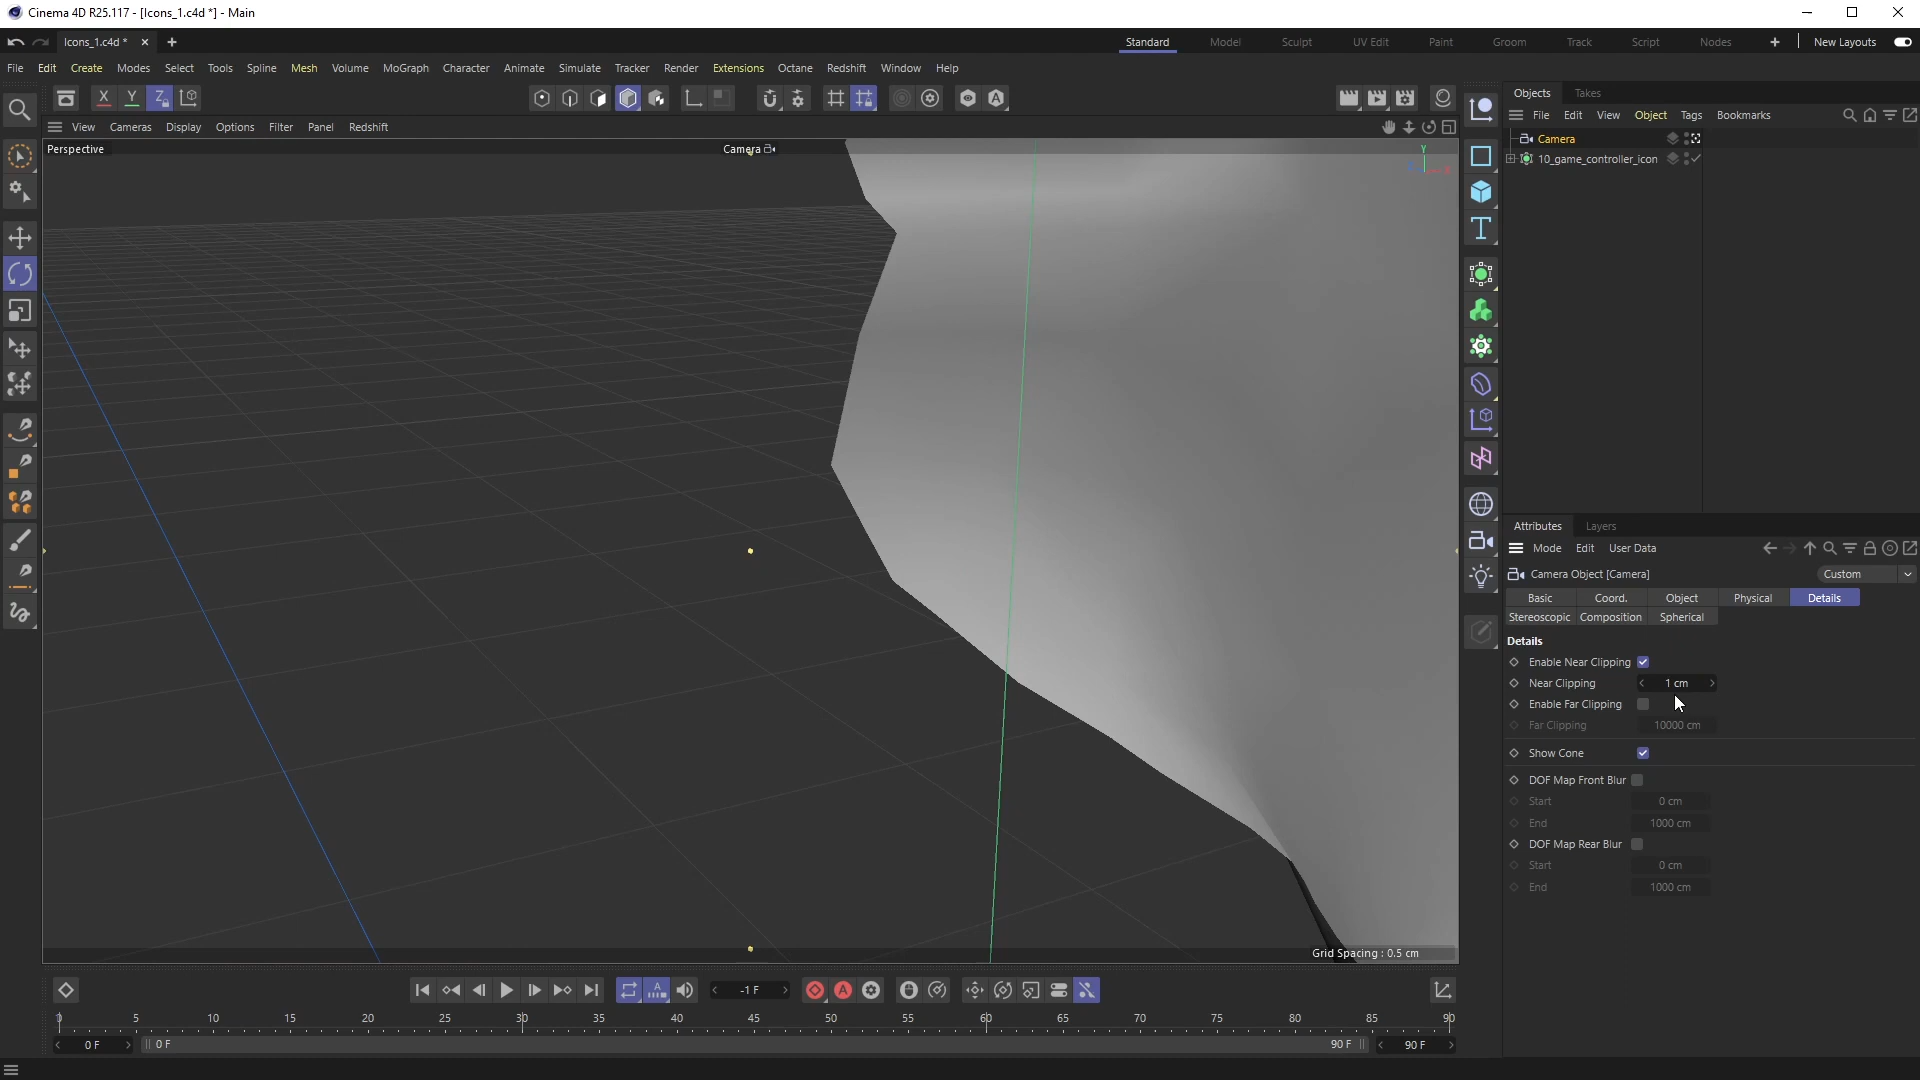 Cinema 4D R25.117 - [Icons_1.c4d *] - Main
Icons_1.c4d *
Standard Model Sculpt UV Edit Paint Groom Track Script Nodes New Layouts
File Edit Create Modes Select Tools Spline Mesh Volume MoGraph Character Animate Simulate Tracker Render Extensions Octane Redshift Window Help
Objects Takes
File Edit View Object Tags Bookmarks
View Cameras Display Options Filter Panel Redshift
Camera
10_game_controller_icon
Perspective
Camera
Y
Grid Spacing : 0.5 cm
Attributes Layers
Mode Edit User Data
Camera Object [Camera]
Custom
Basic Coord. Object Physical Details
Stereoscopic Composition Spherical
Details
Enable Near Clipping
Near Clipping 1 cm
Enable Far Clipping
Far Clipping 10000 cm
Show Cone
DOF Map Front Blur
Start 0 cm
End 1000 cm
DOF Map Rear Blur
Start 0 cm
End 1000 cm
-1 F
0 5 10 15 20 25 30 35 40 45 50 55 60 65 70 75 80 85 90
0 F 0 F 90 F 90 F